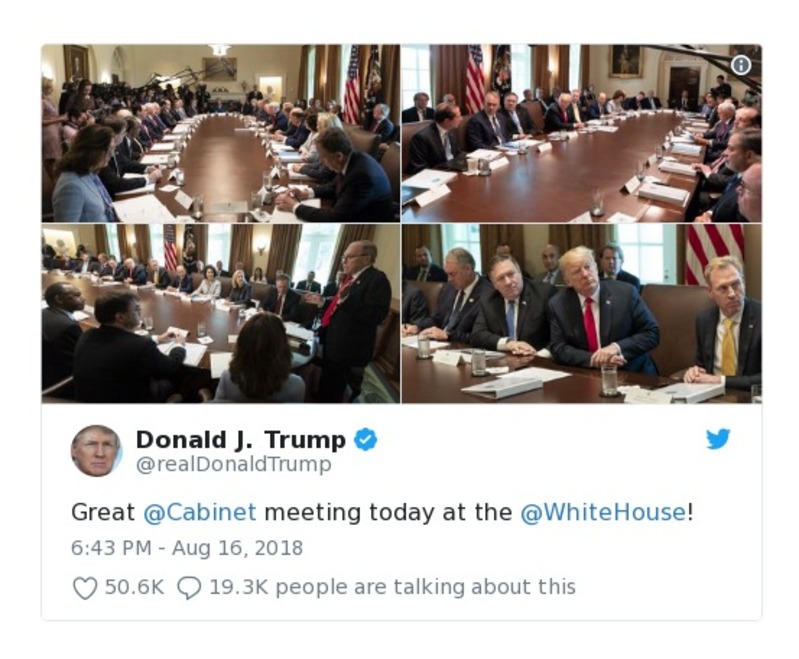 Donald J. Trump
@realDonaldTrump
Great @Cabinet meeting today at the @WhiteHouse!
6:43 PM - Aug 16, 2018
50.6K 19.3K people are talking about this